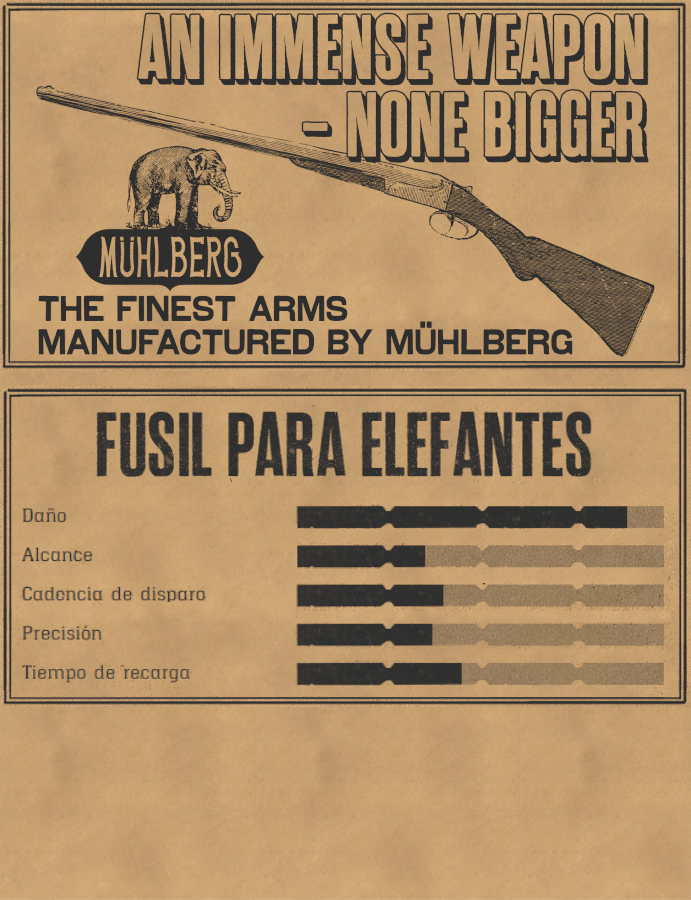 AN IMMENSE WEAPON
- NONE BIGGER
MÜHLBERG
THE FINEST ARMS
MANUFACTURED BY MÜHLBERG
FUSIL PARA ELEFANTES
Daño
Alcance
Cadencia de disparo
Precisión
Tiempo de recarga